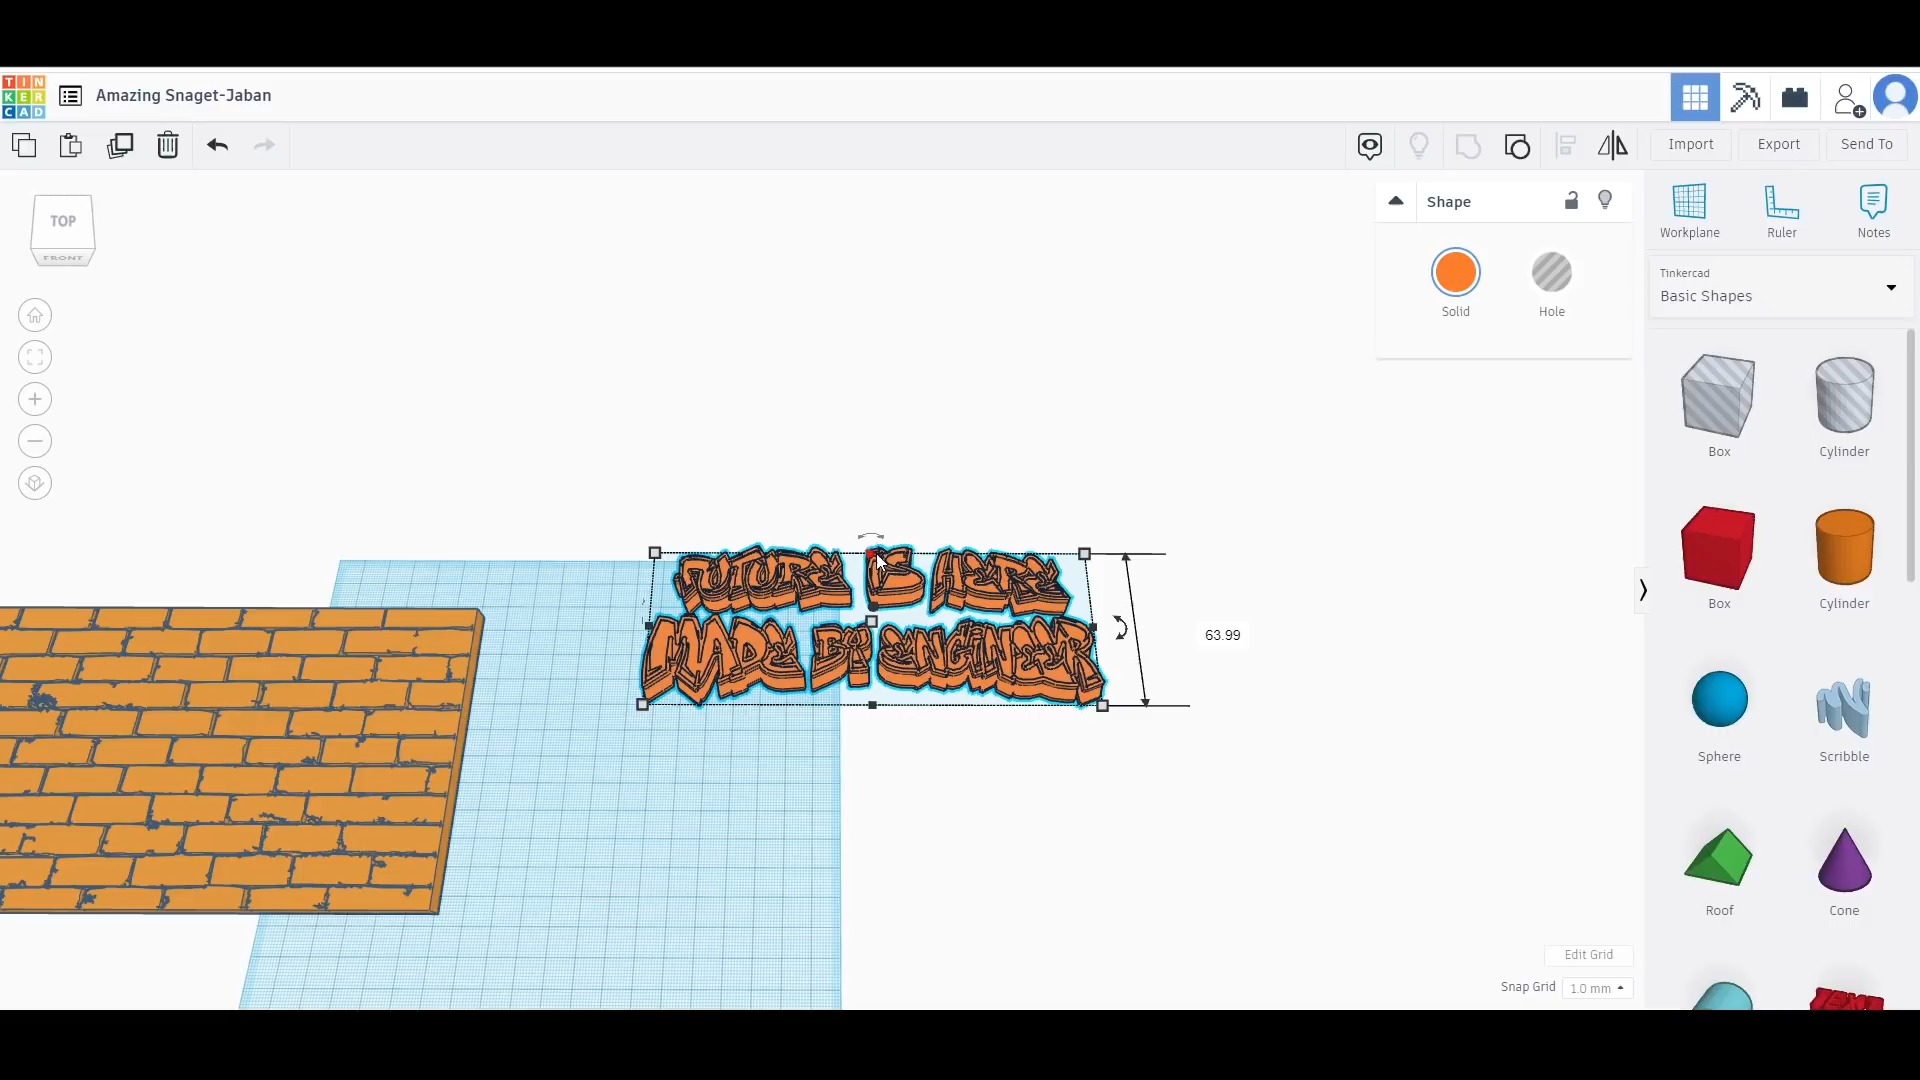 TIN
KER
CAD
Amazing Snaget-Jaban
Import
Export
Send To
TOP
FRONT
Shape
Solid
Hole
Workplane
Ruler
Notes
Tinkercad
Basic Shapes
Box
Cylinder
Box
Cylinder
Sphere
Scribble
Roof
Cone
TEXT
FUTURE IS HERE
MADE BY ENGINEER
63.99
Edit Grid
Snap Grid
1.0 mm